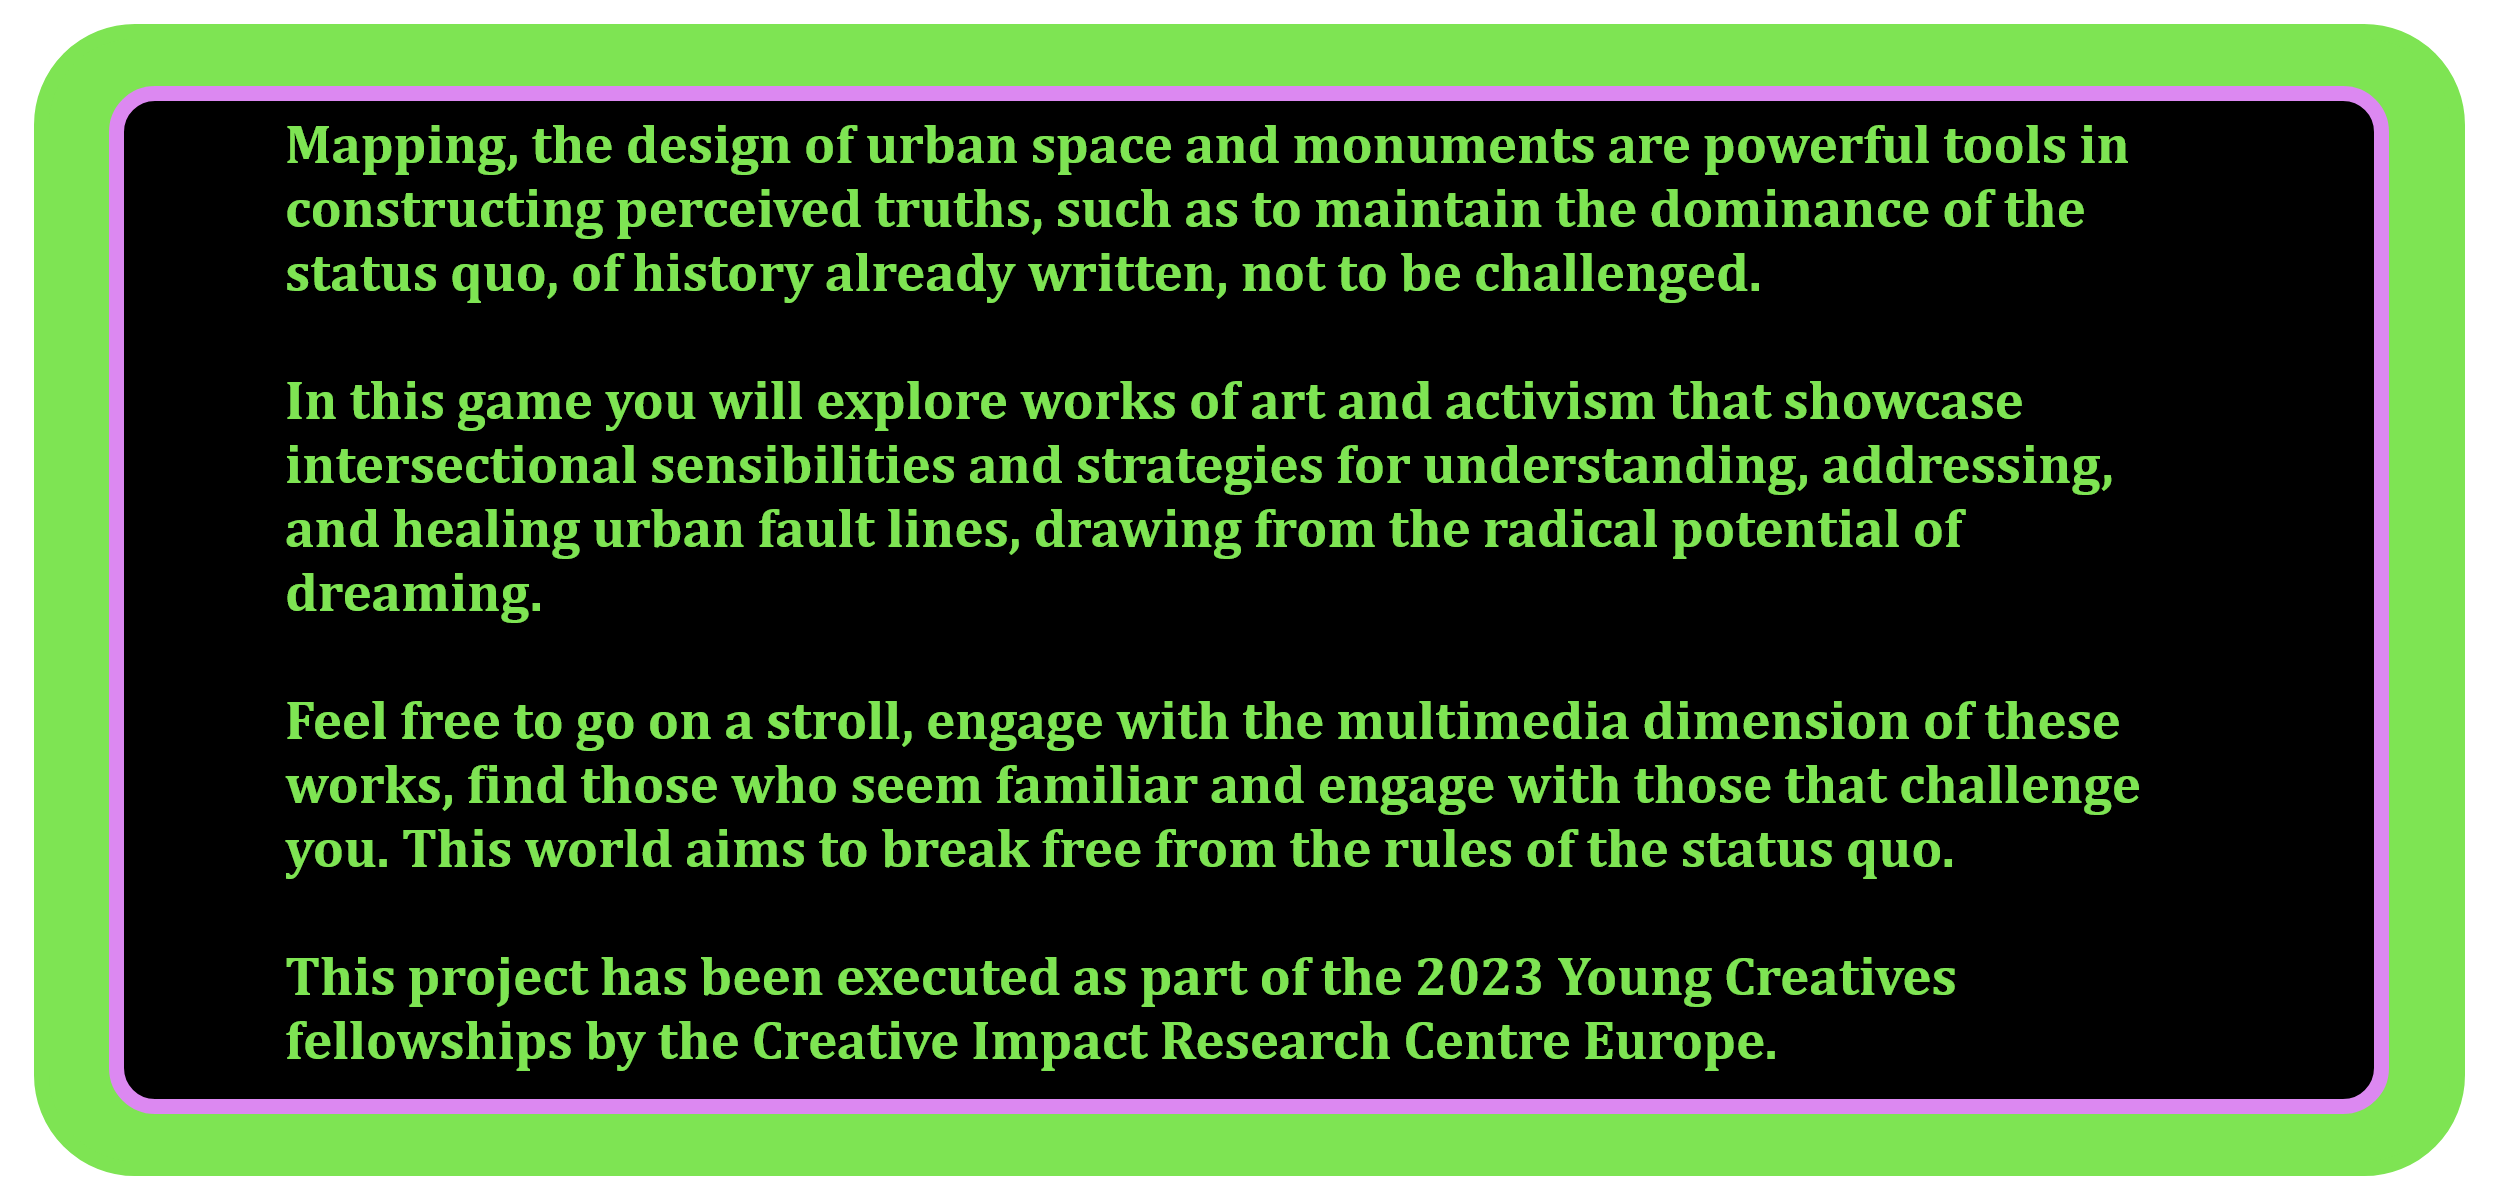 Mapping, the design of urban space and monuments are powerful tools in
constructing perceived truths, such as to maintain the dominance of the
status quo, of history already written, not to be challenged.
In this game you will explore works of art and activism that showcase
intersectional sensibilities and strategies for understanding, addressing,
and healing urban fault lines, drawing from the radical potential of
dreaming.
Feel free to go on a stroll, engage with the multimedia dimension of these
works, find those who seem familiar and engage with those that challenge
you. This world aims to break free from the rules of the status quo.
This project has been executed as part of the 2023 Young Creatives
fellowships by the Creative Impact Research Centre Europe.